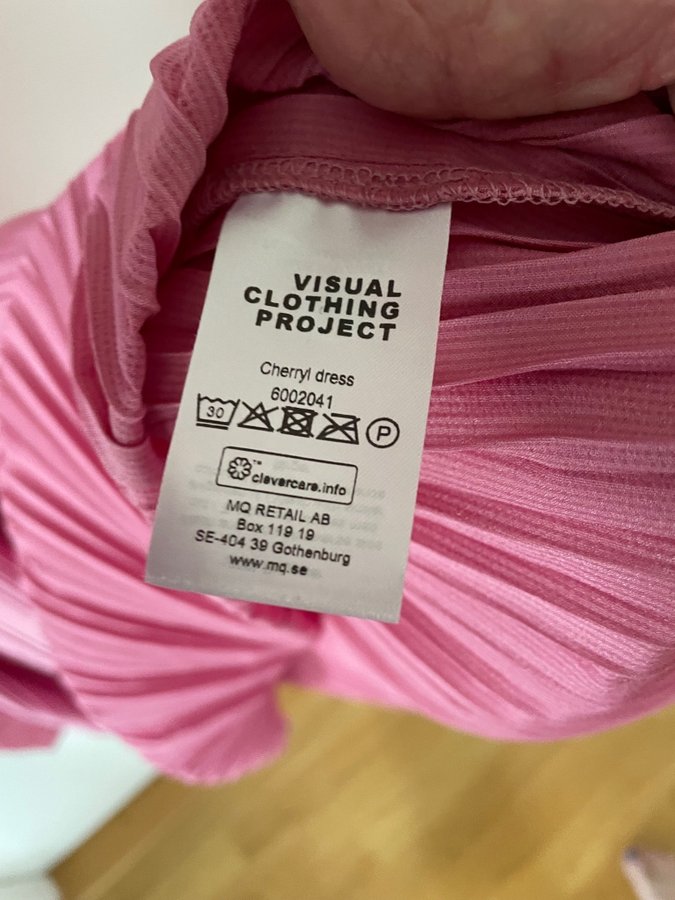 VISUAL
CLOTHING
PROJECT
Cherryl dress
6002041
30 P
™
clevercare.info
MQ RETAIL AB
Box 119 19
SE-404 39 Gothenburg
www.mq.se